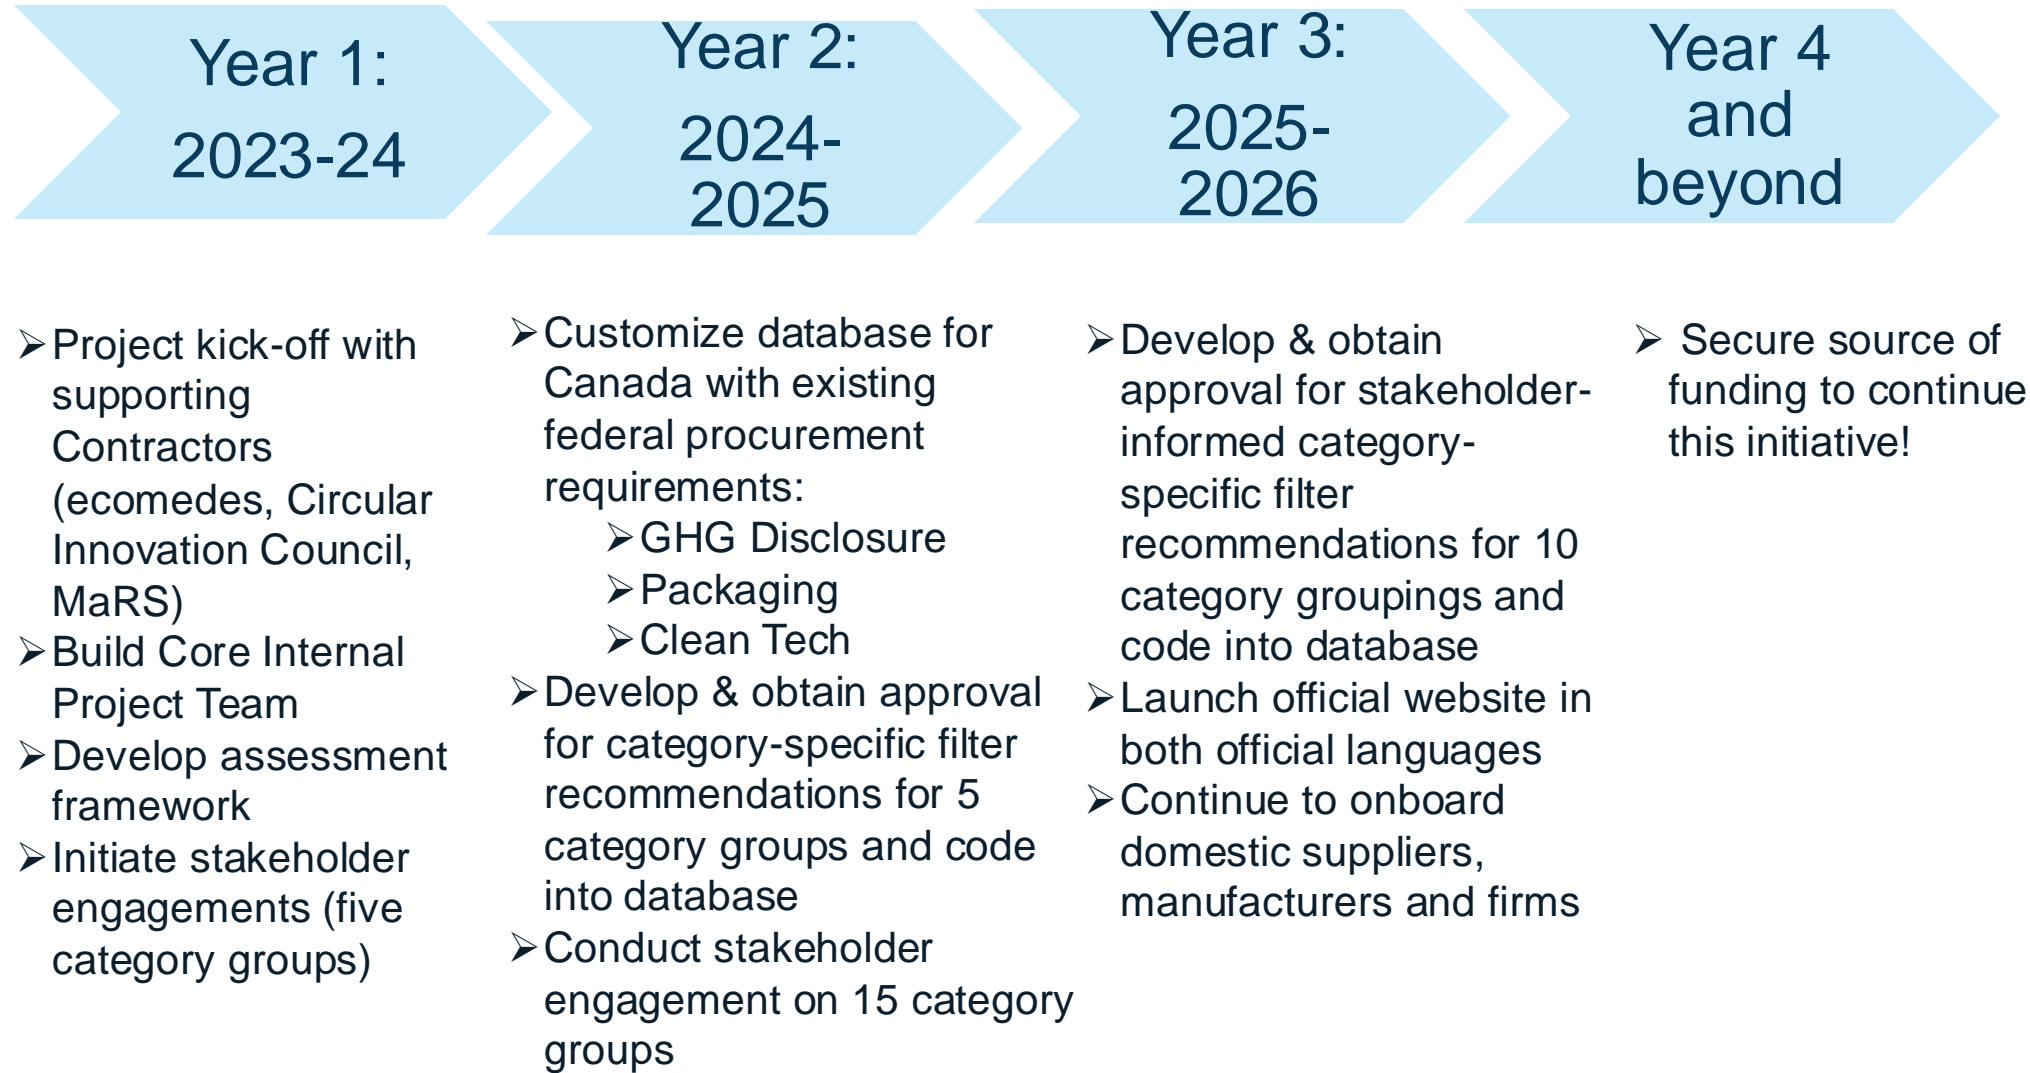 Year 1:
2023-24
Year 2:
2024-
2025
Year 3:
2025-
2026
Year 4
and
beyond
➢Project kick-off with
supporting
Contractors
(ecomedes, Circular
Innovation Council,
MaRS)
➢Build Core Internal
Project Team
➢Develop assessment
framework
➢Initiate stakeholder
engagements (five
category groups)
➢Customize database for
Canada with existing
federal procurement
requirements:
➢GHG Disclosure
➢Packaging
➢Clean Tech
➢Develop & obtain approval
for category-specific filter
recommendations for 5
category groups and code
into database
➢Conduct stakeholder
engagement on 15 category
groups
➢Develop & obtain
approval for stakeholder-
informed category-
specific filter
recommendations for 10
category groupings and
code into database
➢Launch official website in
both official languages
➢Continue to onboard
domestic suppliers,
manufacturers and firms
➢ Secure source of
funding to continue
this initiative!